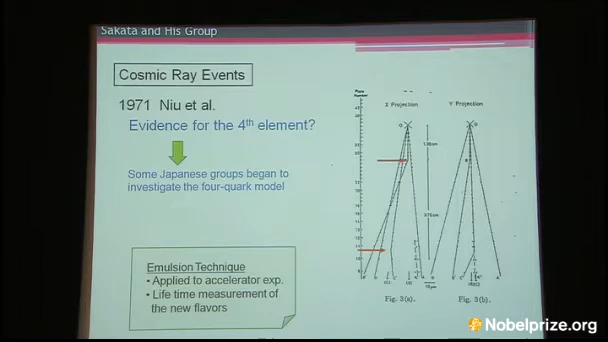 Sakata and His Group
Cosmic Ray Events
1971 Niu et al.
Evidence for the 4th element?
Some Japanese groups began to
investigate the four-quark model
Emulsion Technique
• Applied to accelerator exp.
• Life time measurement of
the new flavors
Plate
Number
X Projection
Y Projection
Fig. 3(a).
Fig. 3(b).
Nobelprize.org